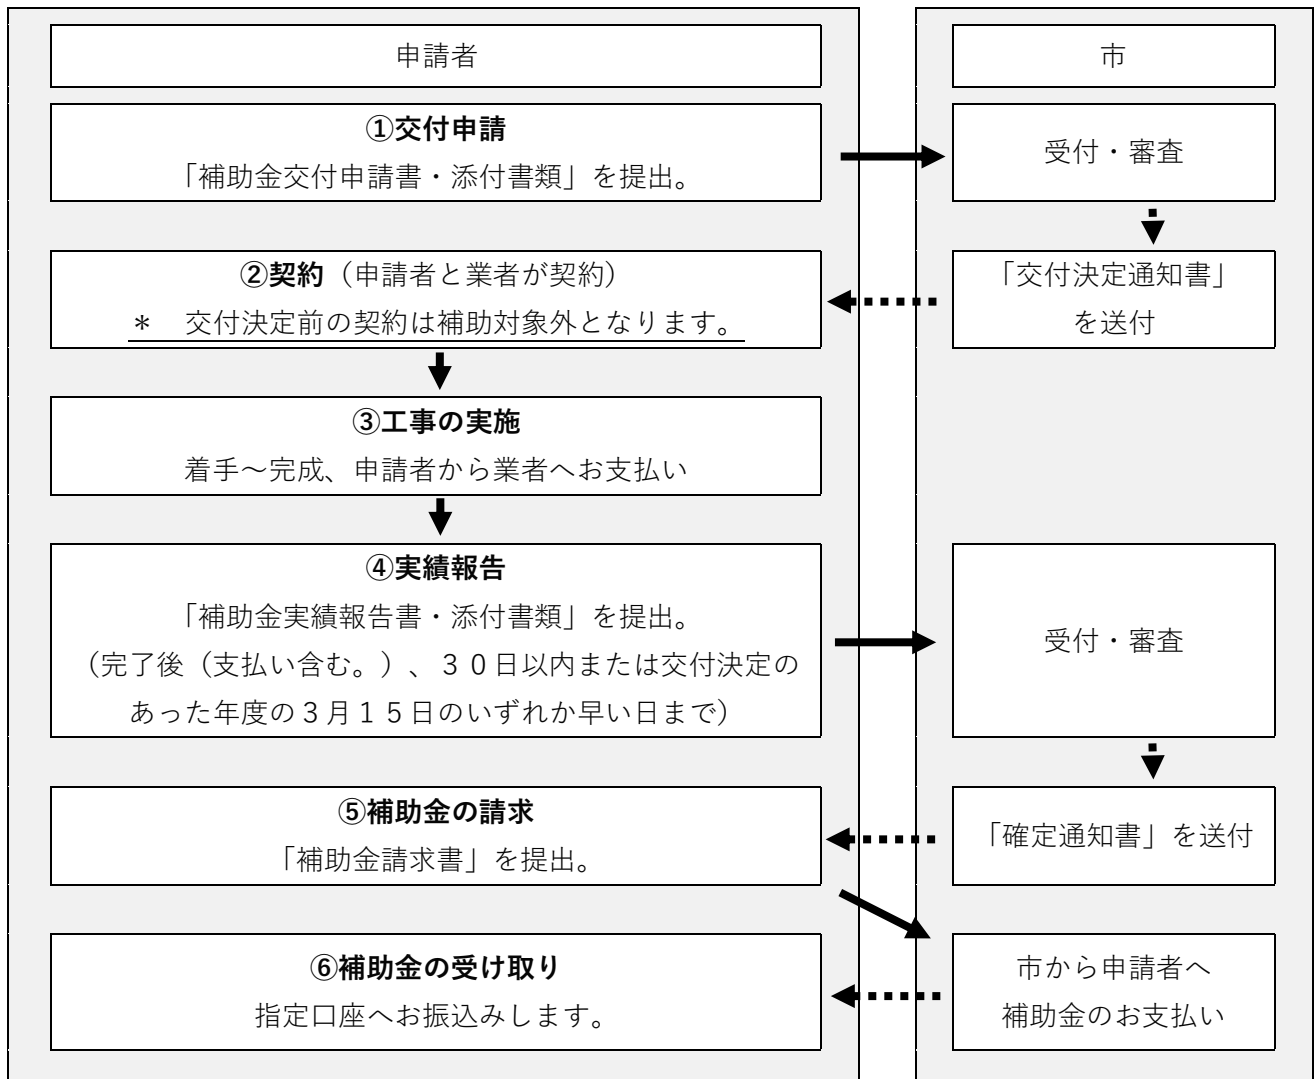 申請者
市
①交付申請
「補助金交付申請書・添付書類」を提出。
受付・審査
②契約（申請者と業者が契約）
＊　交付決定前の契約は補助対象外となります。
「交付決定通知書」
を送付
③工事の実施
着手～完成、申請者から業者へお支払い
④実績報告
「補助金実績報告書・添付書類」を提出。
（完了後（支払い含む。）、３０日以内または交付決定の
あった年度の３月１５日のいずれか早い日まで）
受付・審査
⑤補助金の請求
「補助金請求書」を提出。
「確定通知書」を送付
⑥補助金の受け取り
指定口座へお振込みします。
市から申請者へ
補助金のお支払い